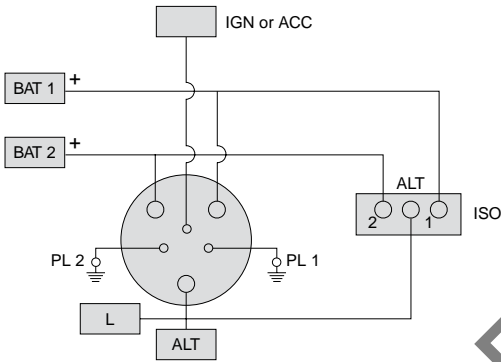 IGN or ACC
BAT 1 +
BAT 2 +
ALT
2 1 ISO
PL 2 PL 1
L
ALT